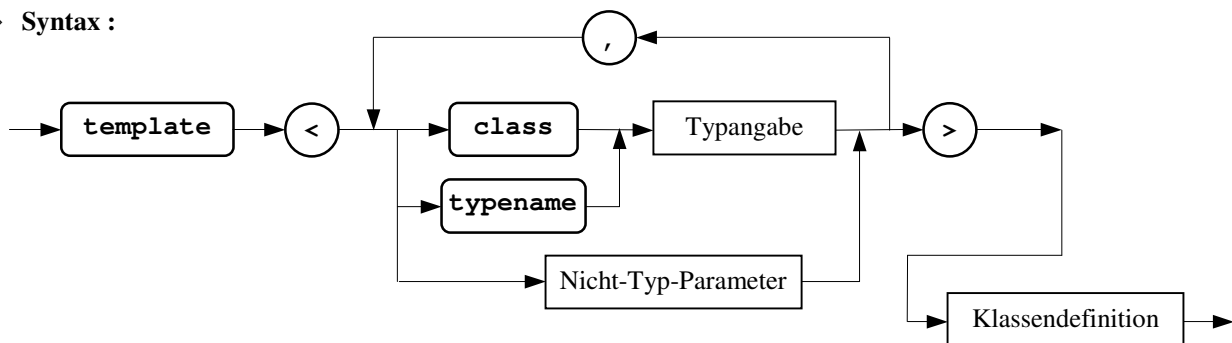 Syntax :
,
template < class Typangabe >
typename
Nicht-Typ-Parameter
Klassendefinition